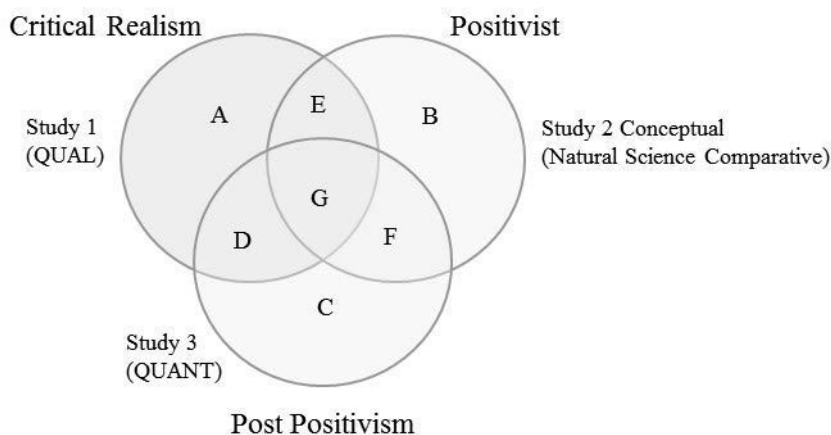 Critical Realism
Positivist
A
E
B
Study 1
(QUAL)
Study 2 Conceptual
(Natural Science Comparative)
G
D
F
C
Study 3
(QUANT)
Post Positivism